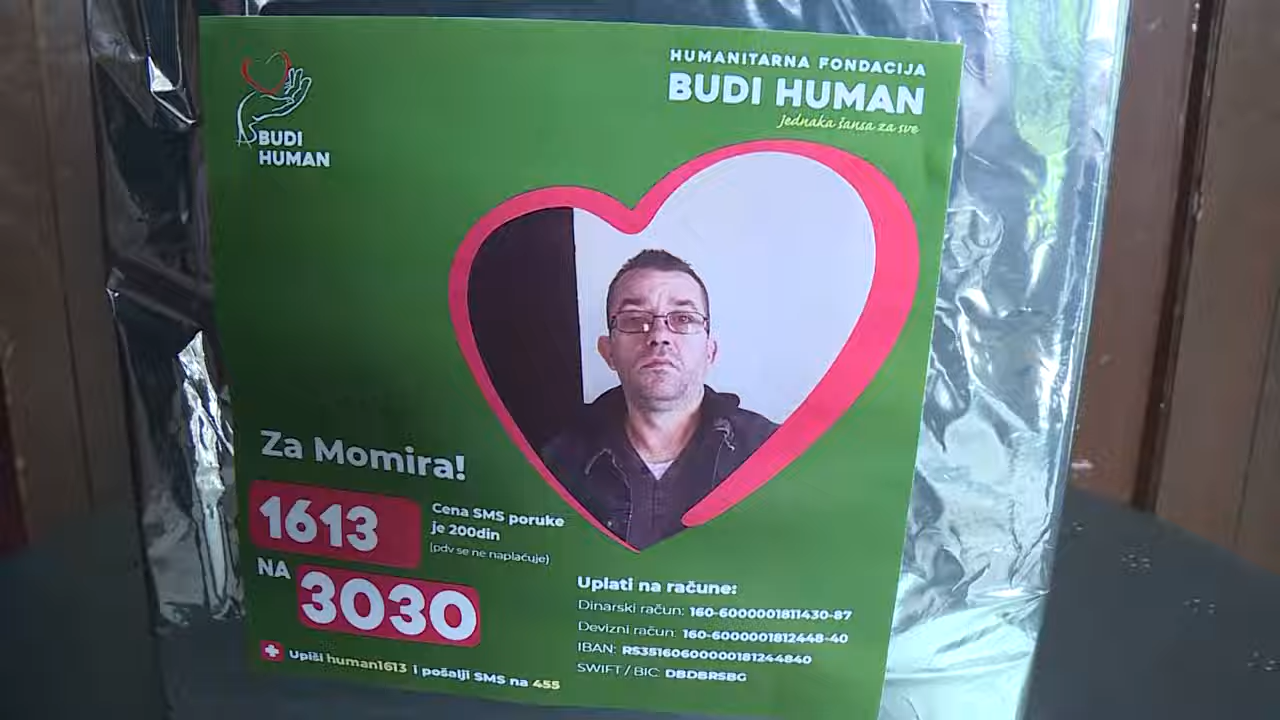 BUDI
HUMAN
HUMANITARNA FONDACIJA
BUDI HUMAN
jednaka šansa za sve
Za Momira!
1613
NA
3030
Cena SMS poruke
je 200din
(pdv se ne naplaćuje)
Upiši human1613 i pošalji SMS na 455
Uplati na račune:
Dinarski račun: 160-6000001811430-87
Devizni račun: 160-6000001812448-40
IBAN: RS35160600000181244840
SWIFT / BIC: DBDBRSBG